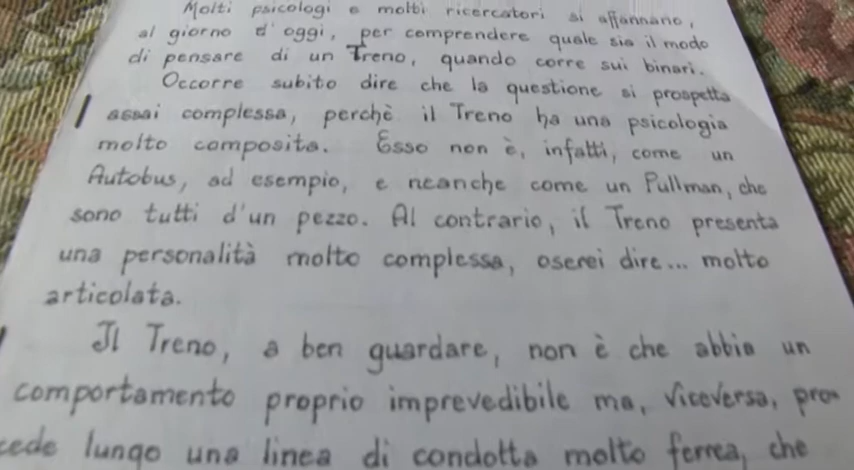 Molti psicologi e molti ricercatori si affannano,
al giorno d'oggi, per comprendere quale sia il modo
di pensare di un Treno, quando corre sui binari.
Occorre subito dire che la questione si prospetta
assai complessa, perchè il Treno ha una psicologia
molto composita. Esso non è, infatti, come un
Autobus, ad esempio, e neanche come un Pullman, che
sono tutti d'un pezzo. Al contrario, il Treno presenta
una personalità molto complessa, oserei dire... molto
articolata.
Il Treno, a ben guardare, non è che abbia un
comportamento proprio imprevedibile ma, viceversa, pro-
cede lungo una linea di condotta molto ferrea, che